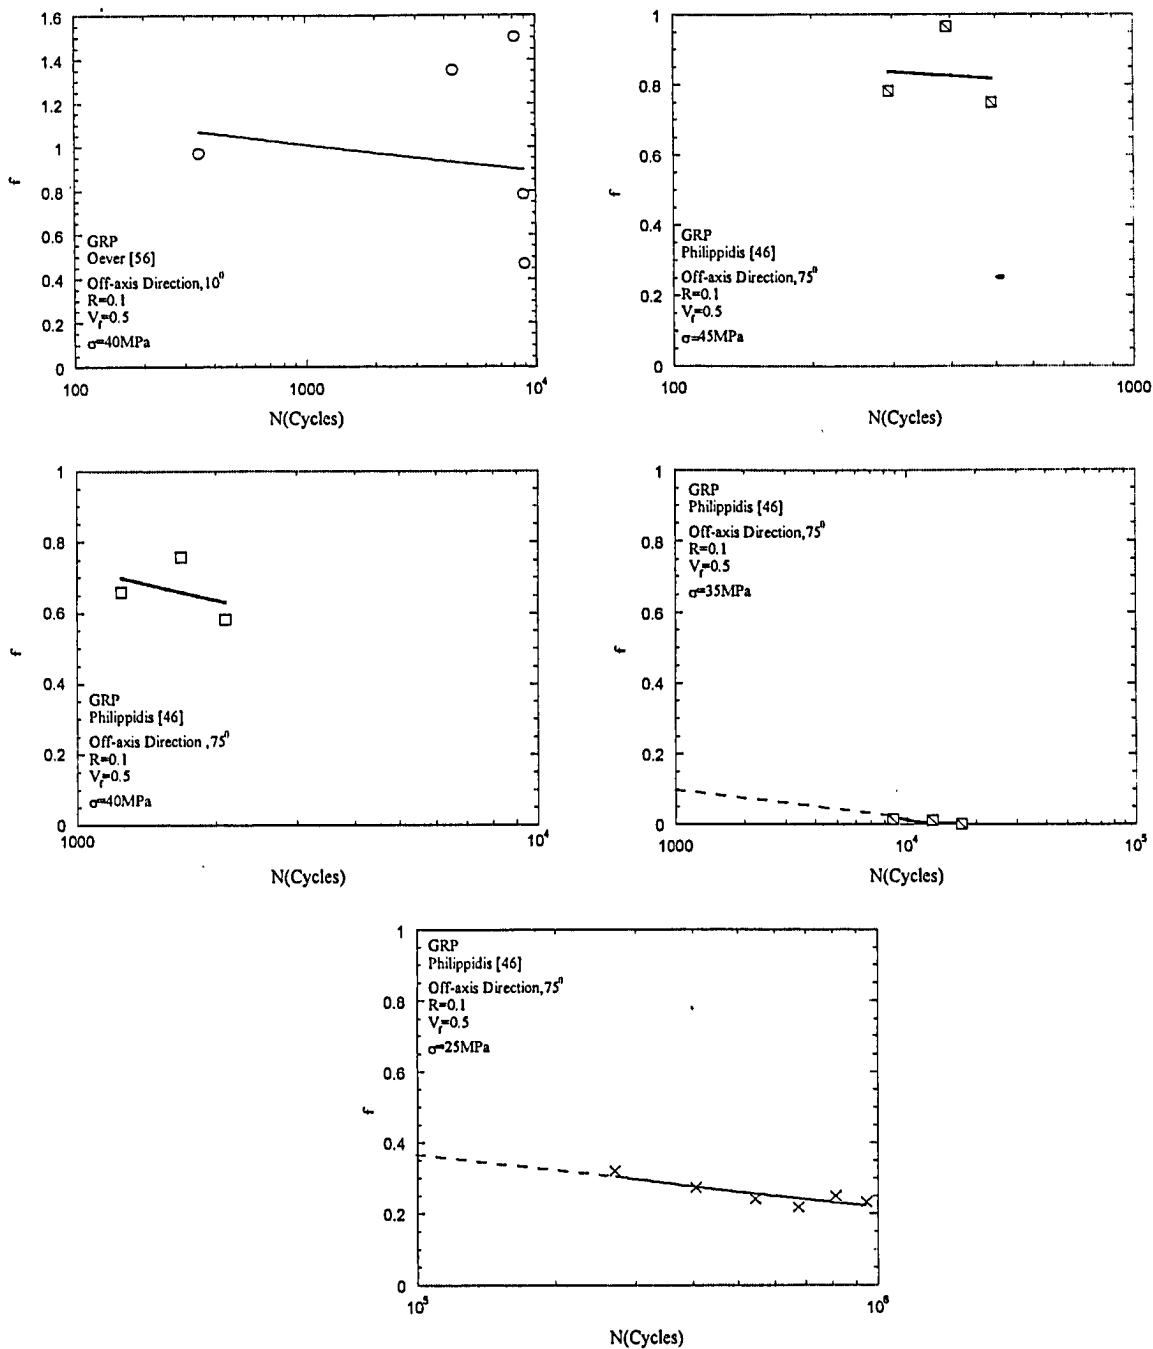 1.6
1.4
1.2
1
0.8
0.6
0.4
0.2
0
f
GRP
Oever [56]
Off-axis Direction,10⁰
R=0.1
V_f=0.5
σ=40MPa
100 1000 10⁴
N(Cycles)
1
0.8
0.6
0.4
0.2
0
f
GRP
Philippidis [46]
Off-axis Direction,75⁰
R=0.1
V_f=0.5
σ=45MPa
100 1000
N(Cycles)
1
0.8
0.6
0.4
0.2
0
f
GRP
Philippidis [46]
Off-axis Direction ,75⁰
R=0.1
V_f=0.5
σ=40MPa
1000 10⁴
N(Cycles)
1
0.8
0.6
0.4
0.2
0
f
GRP
Philippidis [46]
Off-axis Direction,75⁰
R=0.1
V_f=0.5
σ=35MPa
1000 10⁴ 10⁵
N(Cycles)
1
0.8
0.6
0.4
0.2
0
f
GRP
Philippidis [46]
Off-axis Direction,75⁰
R=0.1
V_f=0.5
σ=25MPa
10⁵ 10⁶
N(Cycles)